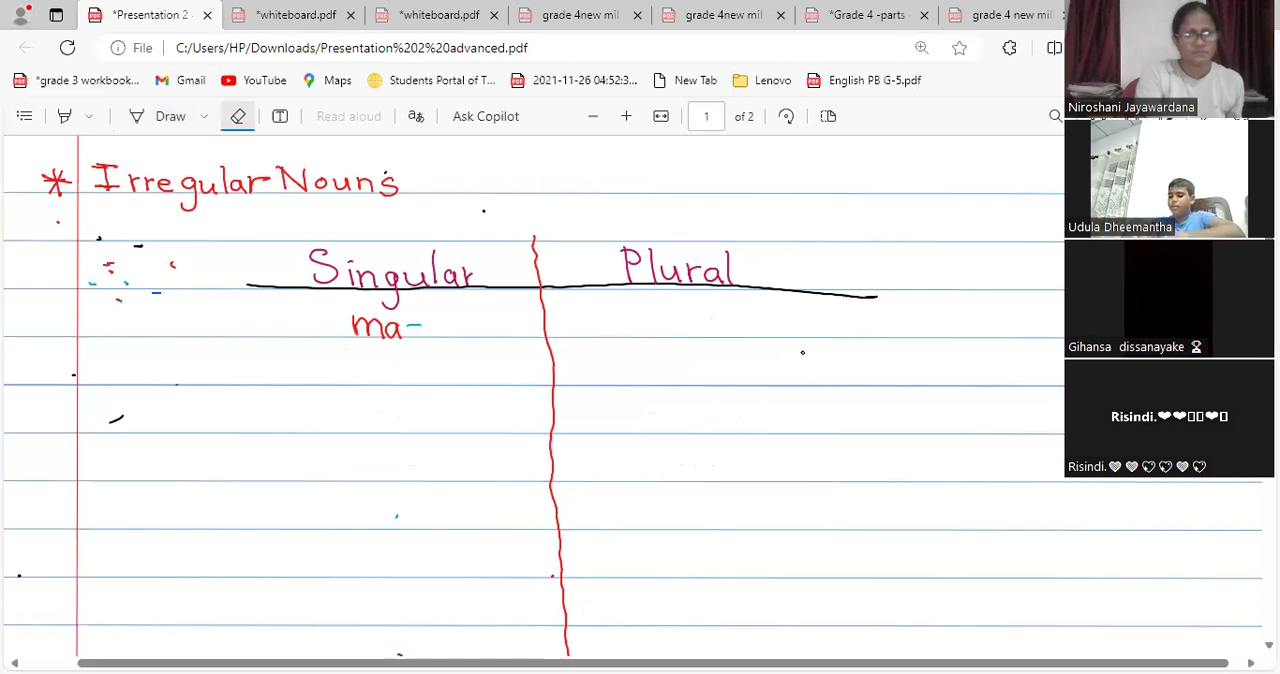 *Presentation 2
*whiteboard.pdf
*whiteboard.pdf
grade 4new mil
grade 4new mil
*Grade 4 -parts
grade 4 new mil
File C:/Users/HP/Downloads/Presentation%202%20advanced.pdf
*grade 3 workbook... Gmail YouTube Maps Students Portal of T... 2021-11-26 04:52:3... New Tab Lenovo English PB G-5.pdf
Draw Read aloud Ask Copilot 1 of 2
* Irregular Nouns
Singular Plural
ma
Niroshani Jayawardana
Udula Dheemantha
Gihansa dissanayake
Risindi.❤❤▯▯❤▯
Risindi.